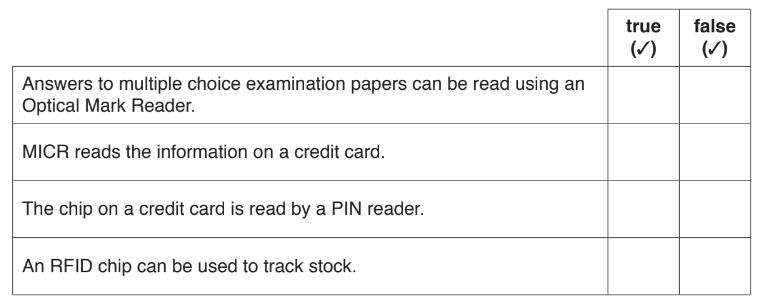 true false
(✓) (✓)
Answers to multiple choice examination papers can be read using an
Optical Mark Reader.
MICR reads the information on a credit card.
The chip on a credit card is read by a PIN reader.
An RFID chip can be used to track stock.